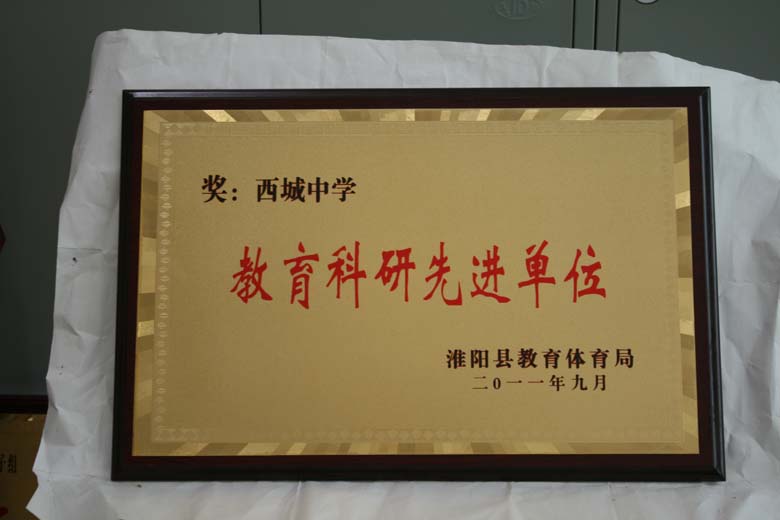 奖：西城中学
教育科研先进单位
淮阳县教育体育局
二0一一年九月